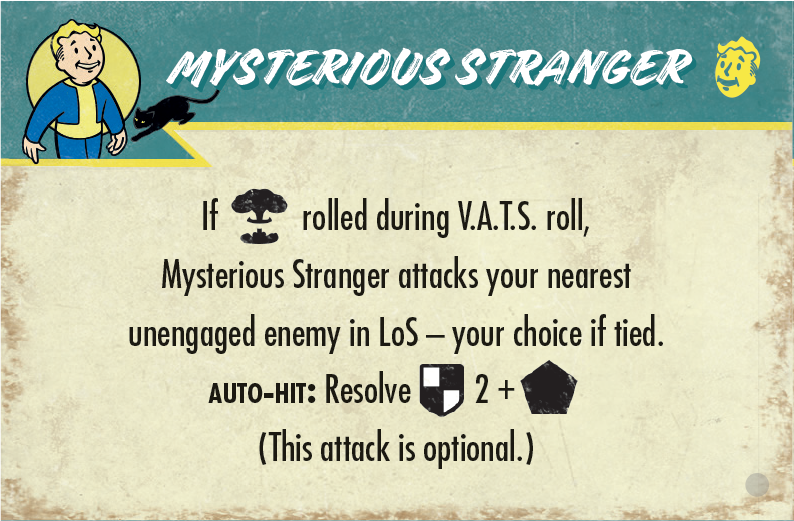 MYSTERIOUS STRANGER
If rolled during V.A.T.S. roll,
Mysterious Stranger attacks your nearest
unengaged enemy in LoS – your choice if tied.
AUTO-HIT: Resolve 2 +
(This attack is optional.)